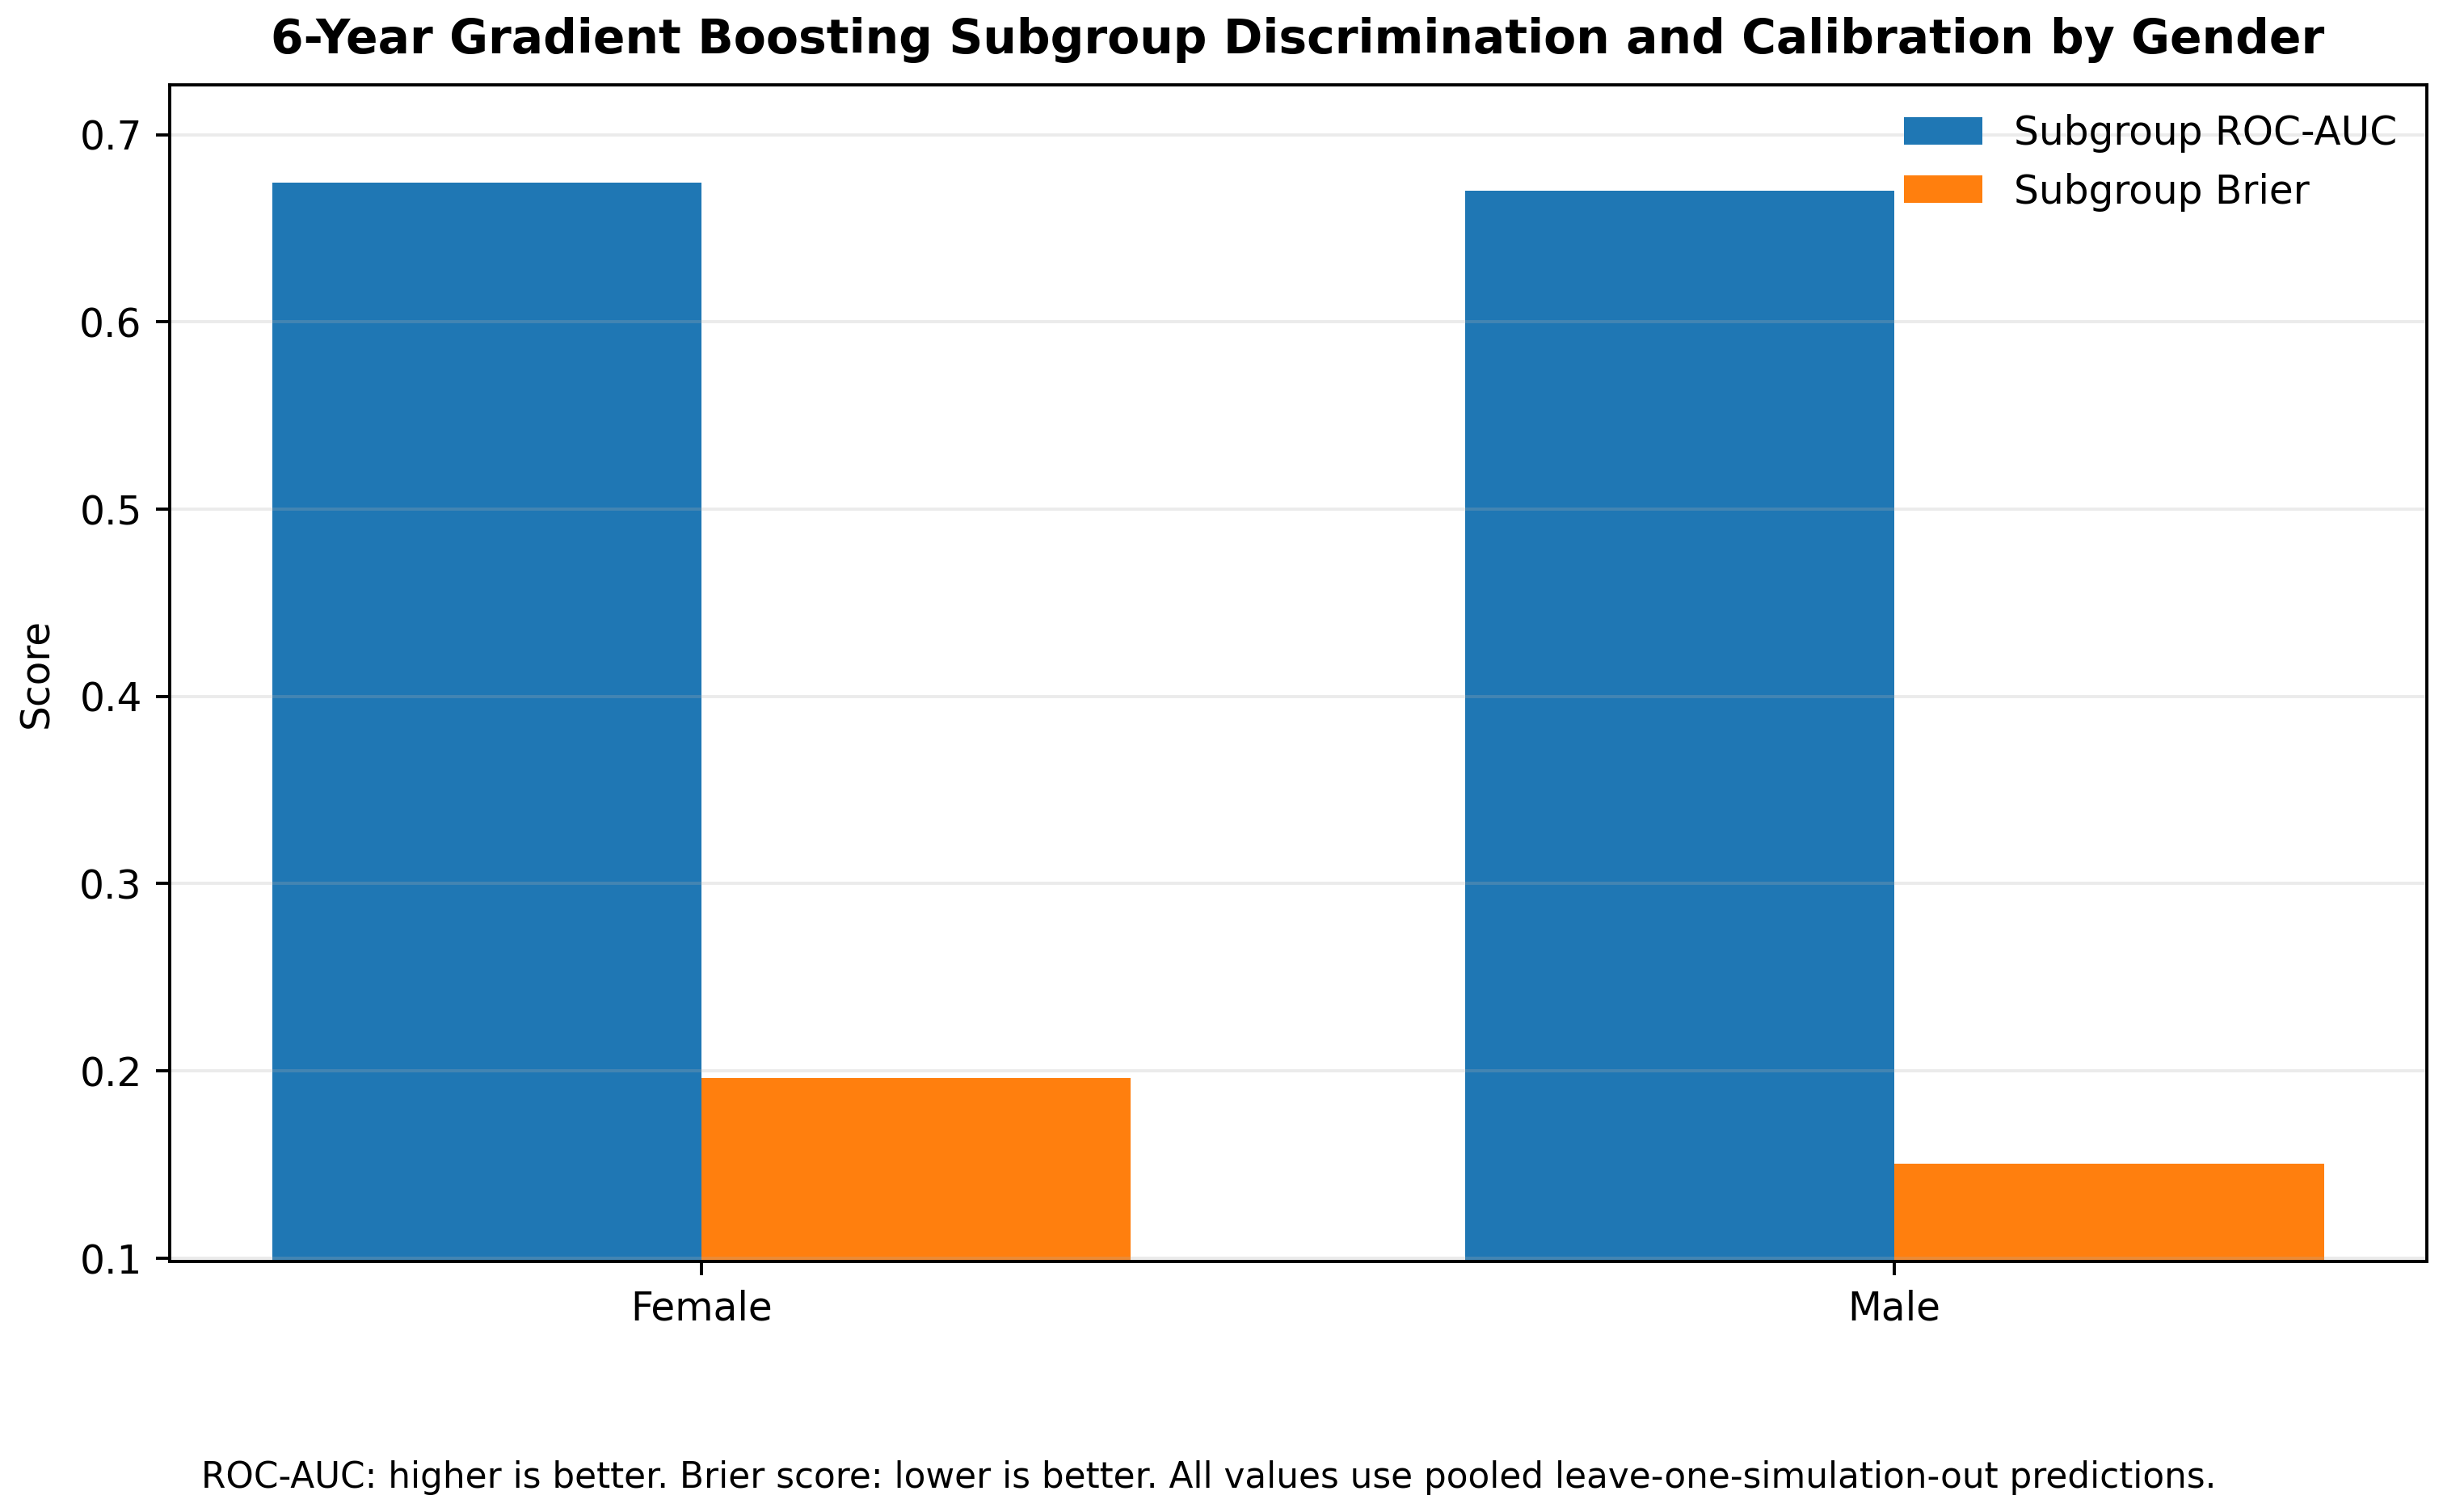 6-Year Gradient Boosting Subgroup Discrimination and Calibration by Gender
Subgroup ROC-AUC
Subgroup Brier
Score
0.7
0.6
0.5
0.4
0.3
0.2
0.1
Female
Male
ROC-AUC: higher is better. Brier score: lower is better. All values use pooled leave-one-simulation-out predictions.